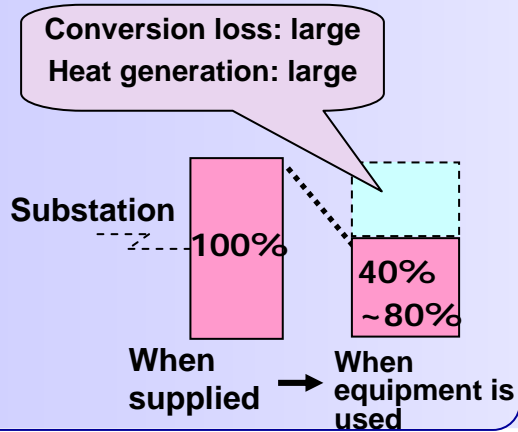 Conversion loss: large
Heat generation: large
Substation
100%
40%
~80%
When
supplied
When
equipment is
used